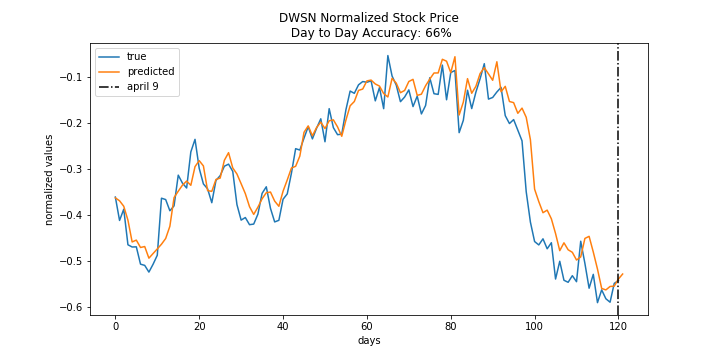 DWSN Normalized Stock Price
Day to Day Accuracy: 66%
true
predicted
april 9
normalized values
−0.1
−0.2
−0.3
−0.4
−0.5
−0.6
0
20
40
60
80
100
120
days